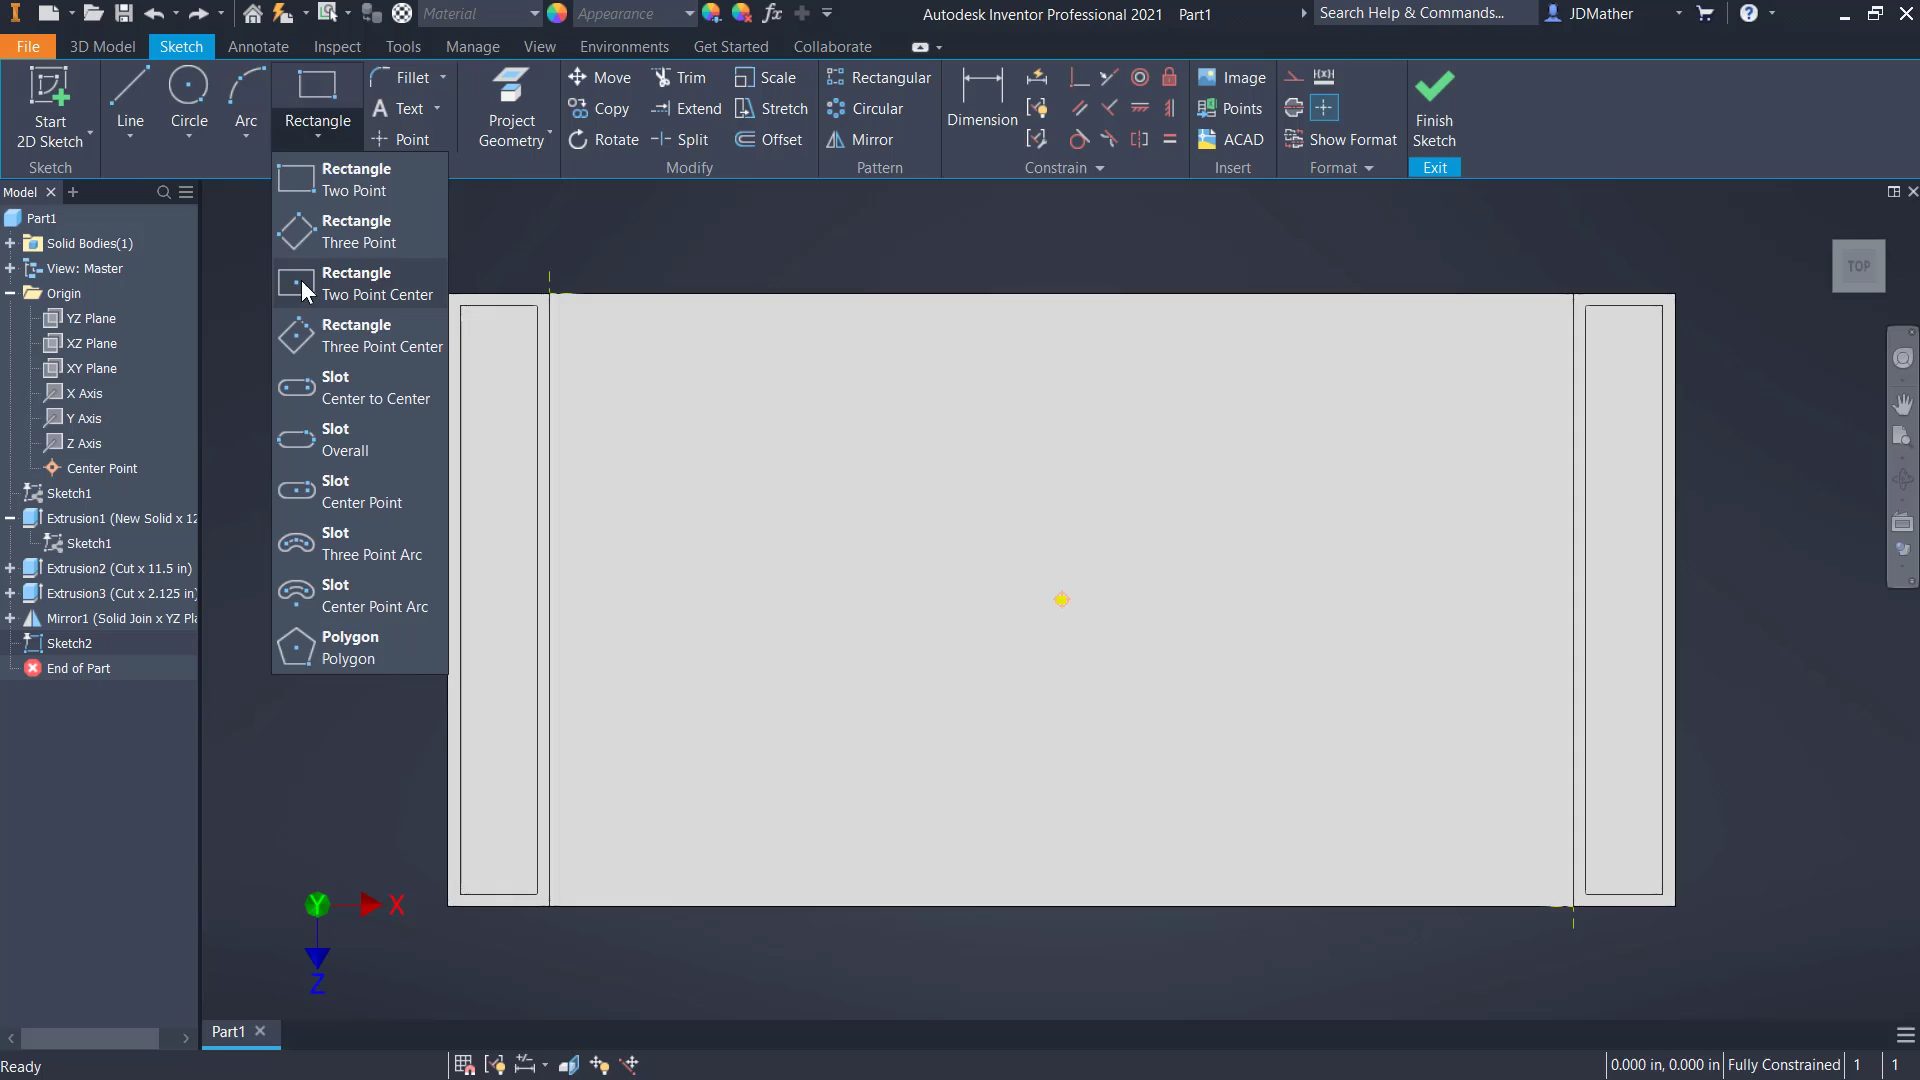 Material
Appearance
fx
Autodesk Inventor Professional 2021 Part1
Search Help & Commands...
JDMather
File 3D Model Sketch Annotate Inspect Tools Manage View Environments Get Started Collaborate
Start
2D Sketch
Sketch
Line
Circle
Arc
Rectangle
Fillet
Text
Point
Project
Geometry
Move
Copy
Rotate
Trim
Extend
Split
Scale
Stretch
Offset
Modify
Rectangular
Circular
Mirror
Pattern
Dimension
Constrain
Image
Points
ACAD
Insert
Show Format
Format
Finish
Sketch
Exit
Rectangle
Two Point
Rectangle
Three Point
Rectangle
Two Point Center
Rectangle
Three Point Center
Slot
Center to Center
Slot
Overall
Slot
Center Point
Slot
Three Point Arc
Slot
Center Point Arc
Polygon
Polygon
Model
Part1
Solid Bodies(1)
View: Master
Origin
YZ Plane
XZ Plane
XY Plane
X Axis
Y Axis
Z Axis
Center Point
Sketch1
Extrusion1 (New Solid x 12
Sketch1
Extrusion2 (Cut x 11.5 in)
Extrusion3 (Cut x 2.125 in)
Mirror1 (Solid Join x YZ Pla
Sketch2
End of Part
TOP
Y X
Z
Part1
Ready
0.000 in, 0.000 in Fully Constrained 1 1